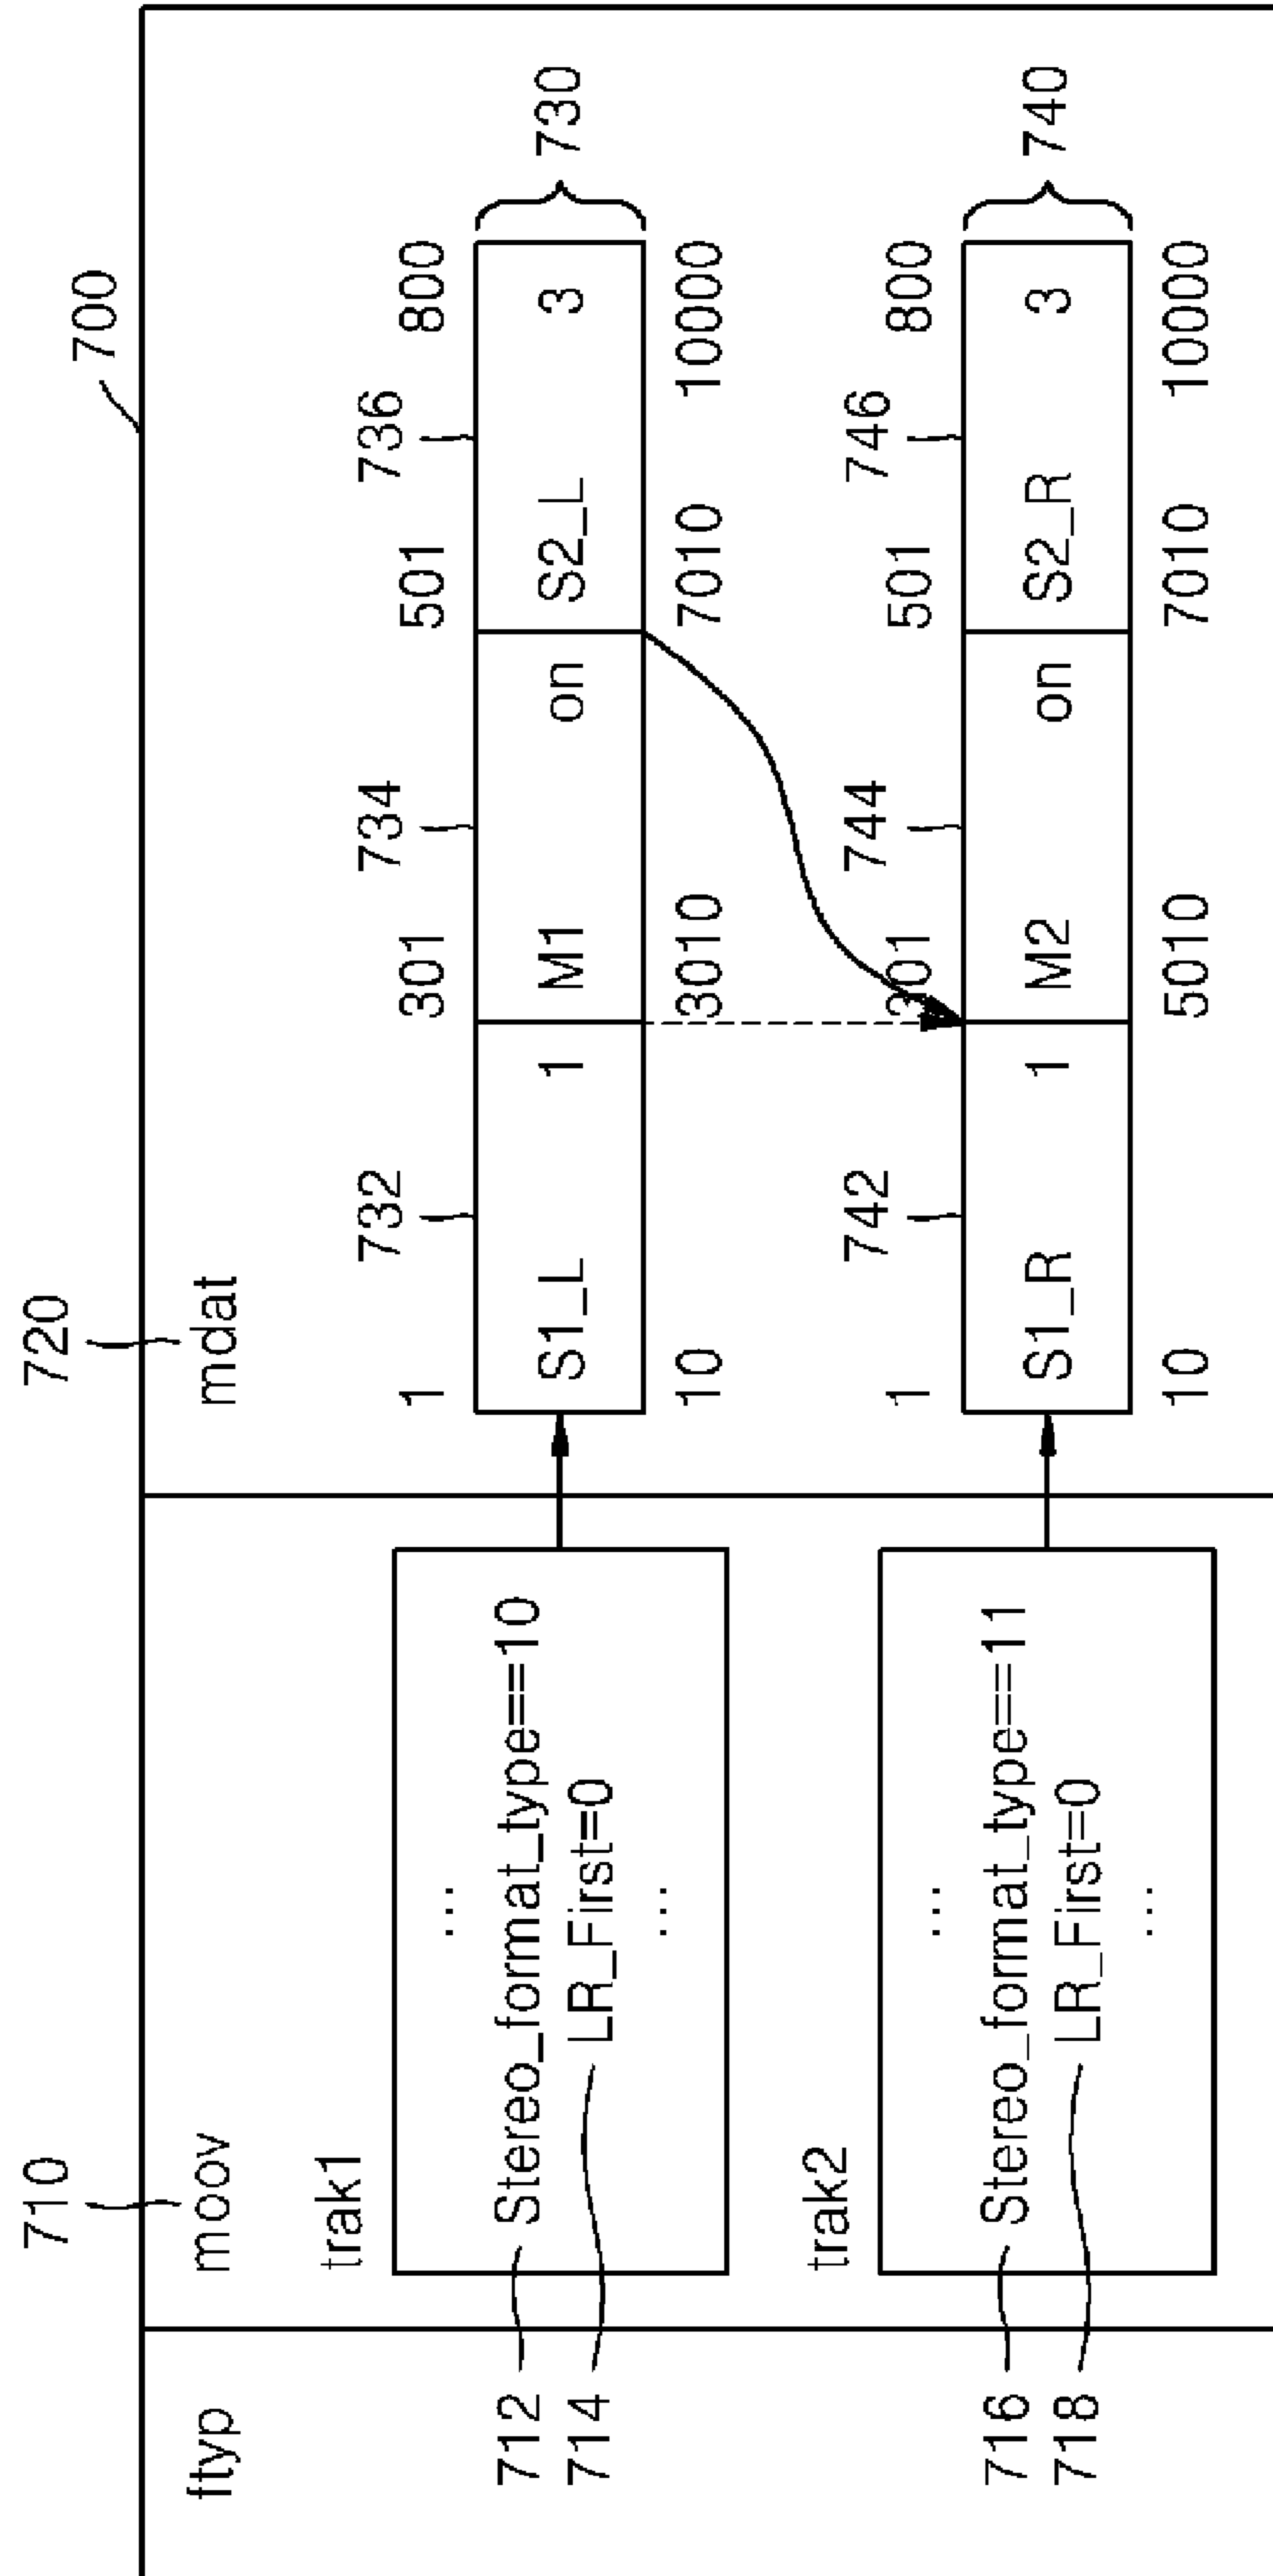 700
710
720
ftyp
moov
mdat
trak1
...
Stereo_format_type==10
LR_First=0
...
712
714
732
734
736
1
301
501
800
S1_L
1
M1
on
S2_L
3
730
10
3010
7010
10000
trak2
...
Stereo_format_type==11
LR_First=0
...
716
718
742
744
746
1
301
501
800
S1_R
1
M2
on
S2_R
3
740
10
5010
7010
10000